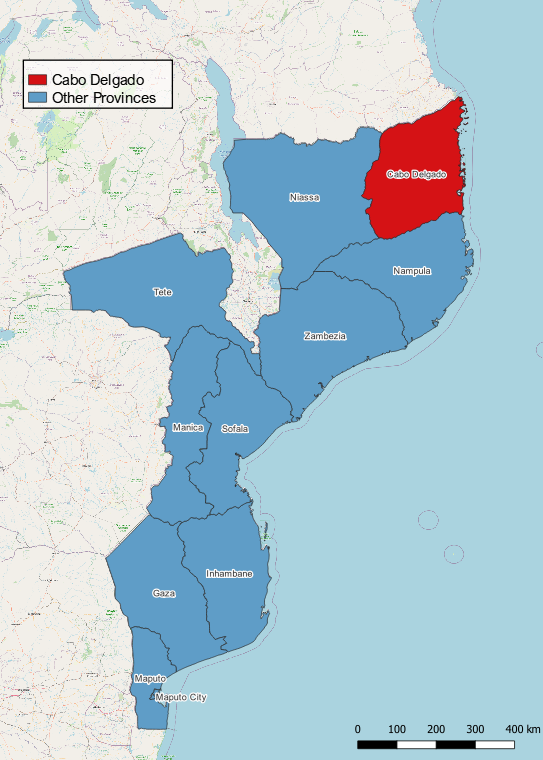 Cabo Delgado
Other Provinces
Cabo Delgado
Niassa
Nampula
Tete
Zambezia
Manica
Sofala
Inhambane
Gaza
Maputo
Maputo City
0 100 200 300 400 km